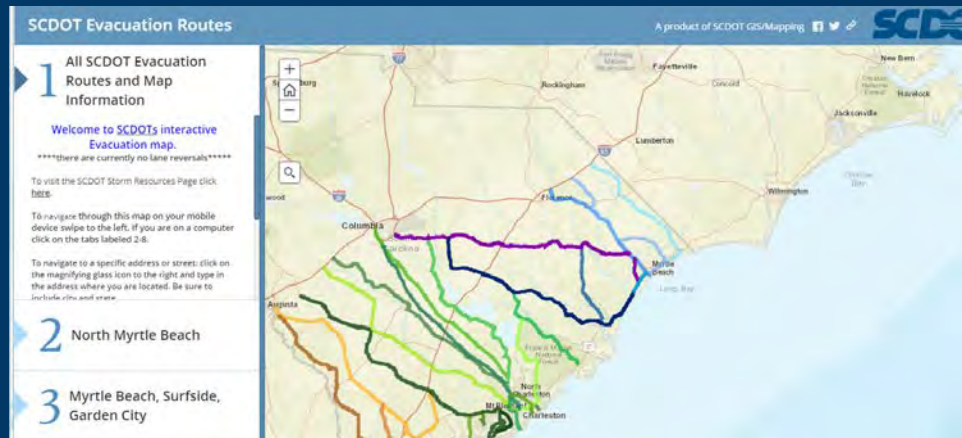 SCDOT Evacuation Routes
A product of SCDOT GIS/Mapping
1
All SCDOT Evacuation
Routes and Map
Information
Welcome to SCDOTs interactive
Evacuation map.
****there are currently no lane reversals*****
To visit the SCDOT Storm Resources Page click
here.
To navigate through this map on your mobile
device swipe to the left. If you are on a computer
click on the tabs labeled 2-8.
To navigate to a specific address or street: click on
the magnifying glass icon to the right and type in
the address where you are located. Be sure to
include city and state
2
North Myrtle Beach
3
Myrtle Beach, Surfside,
Garden City
+
−
New Bern
Fayetteville
Rockingham
Concord
Havelock
Jacksonville
Lumberton
Wilmington
Columbia
Myrtle
Beach
Long Bay
Augusta
North
Charleston
Charleston